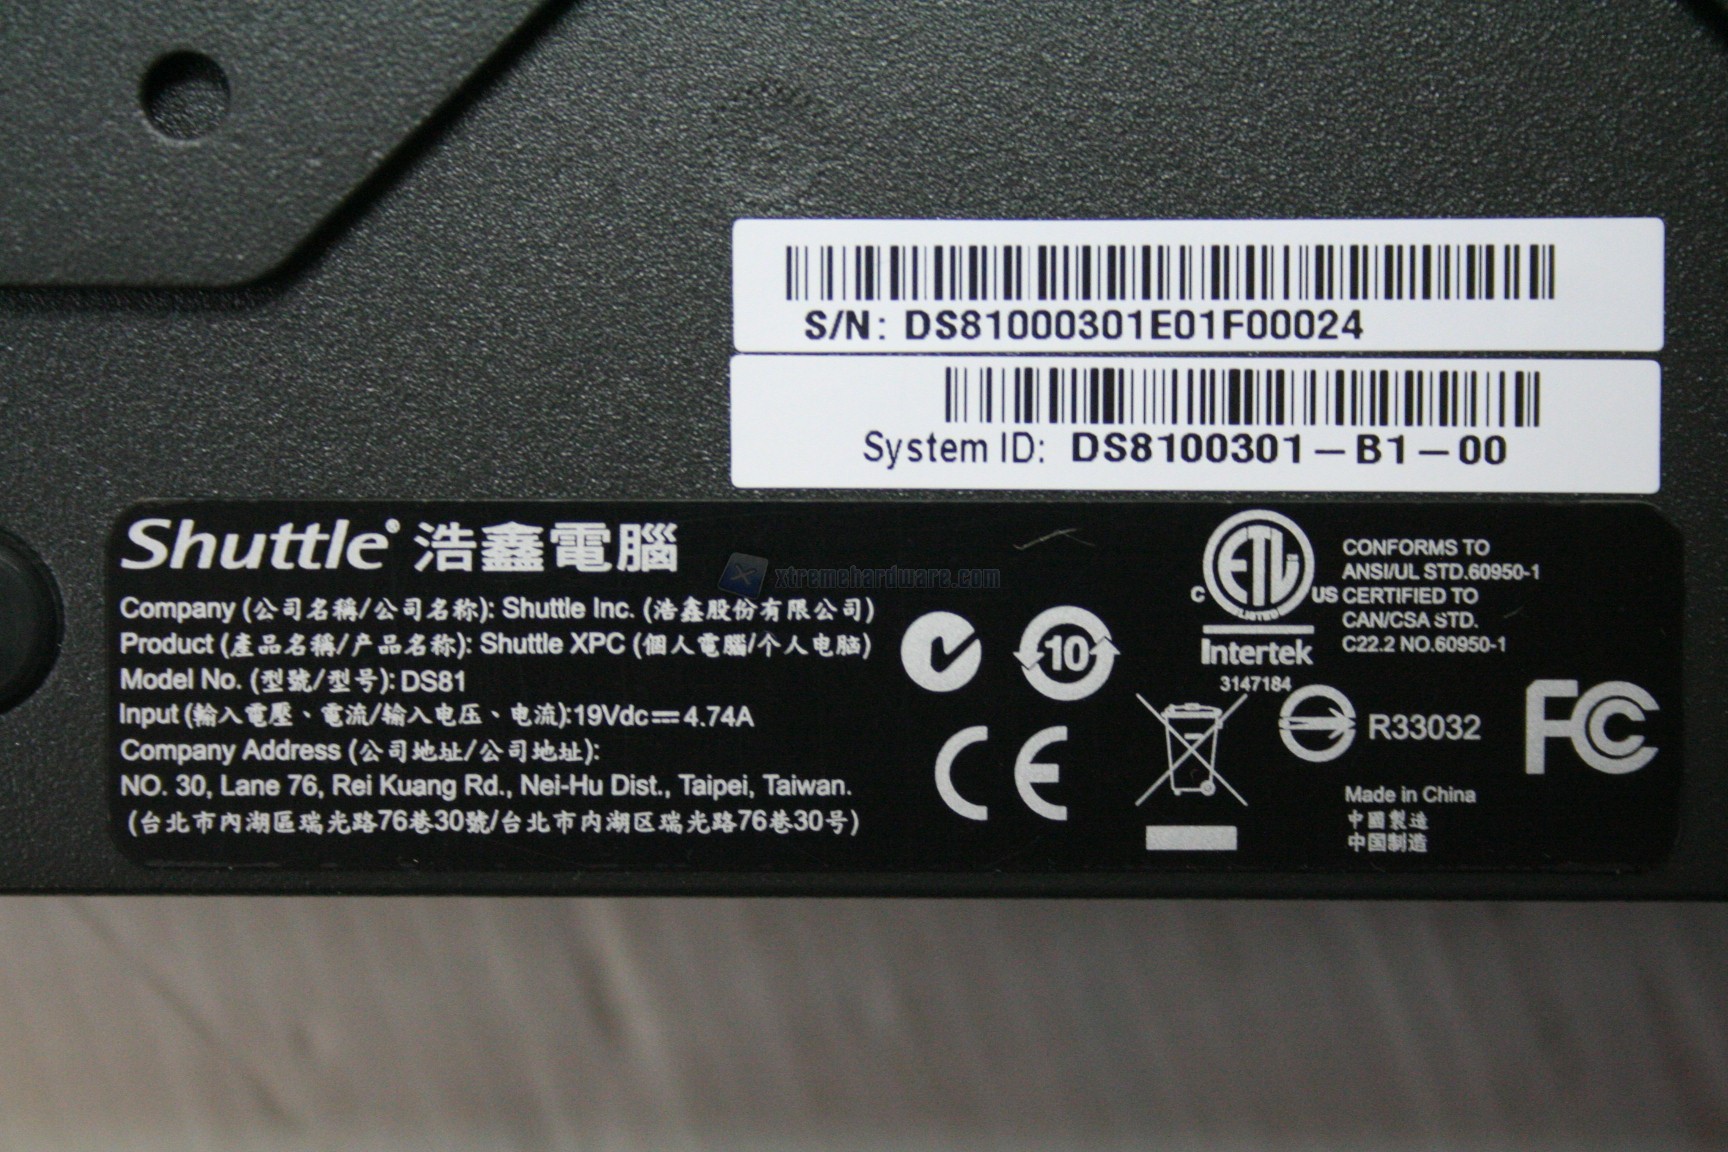 S/N: DS81000301E01F00024
System ID: DS8100301-B1-00
Shuttle® 浩鑫電腦
xtremehardware.com
Company (公司名稱/公司名称): Shuttle Inc. (浩鑫股份有限公司)
Product (產品名稱/产品名称): Shuttle XPC (個人電腦/个人电脑)
Model No. (型號/型号): DS81
Input (輸入電壓、電流/输入电压、电流):19Vdc⎓4.74A
Company Address (公司地址/公司地址):
NO. 30, Lane 76, Rei Kuang Rd., Nei-Hu Dist., Taipei, Taiwan.
(台北市內湖區瑞光路76巷30號/台北市内湖区瑞光路76巷30号)
10
CE
C ETL US
LISTED
Intertek
3147184
CONFORMS TO
ANSI/UL STD.60950-1
CERTIFIED TO
CAN/CSA STD.
C22.2 NO.60950-1
R33032
FC
Made in China
中國製造
中国制造